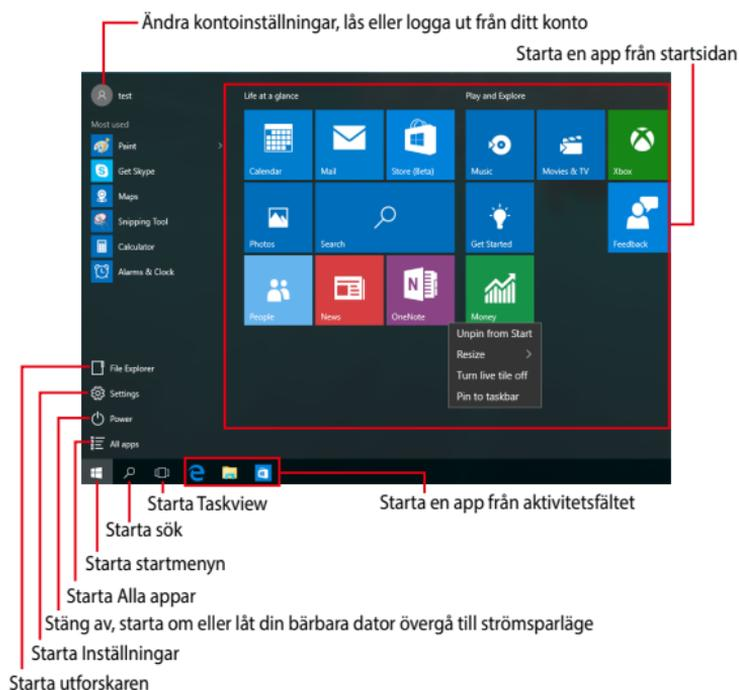 Ändra kontoinställningar, lås eller logga ut från ditt konto
Starta en app från startsidan
test
Most used
Paint
Get Skype
Maps
Snipping Tool
Calculator
Alarms & Clock
File Explorer
Settings
Power
All apps
Life at a glance
Calendar
Mail
Store (Beta)
Photos
Search
People
News
OneNote
Play and Explore
Music
Movies & TV
Xbox
Get Started
Feedback
Money
Unpin from Start
Resize
Turn live tile off
Pin to taskbar
Starta Taskview
Starta en app från aktivitetsfältet
Starta sök
Starta startmenyn
Starta Alla appar
Stäng av, starta om eller låt din bärbara dator övergå till strömsparläge
Starta Inställningar
Starta utforskaren